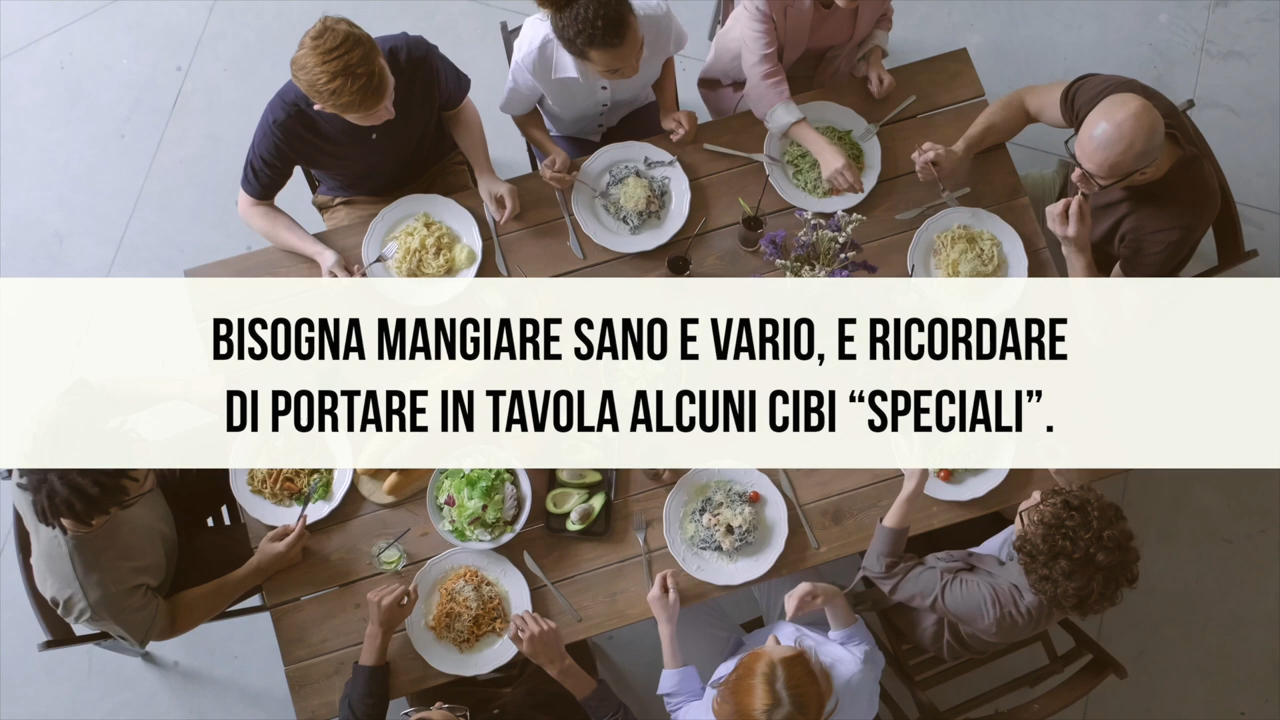 BISOGNA MANGIARE SANO E VARIO, E RICORDARE
DI PORTARE IN TAVOLA ALCUNI CIBI “SPECIALI”.